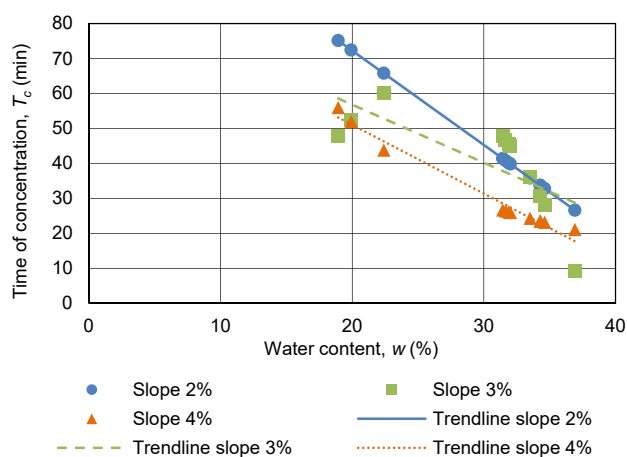 80
70
60
50
40
30
20
10
0
0 20 30 40
Time of concentration, Tc (min)
Water content, w (%)
Slope 2% Slope 3%
Slope 4% Trendline slope 2%
Trendline slope 3% Trendline slope 4%